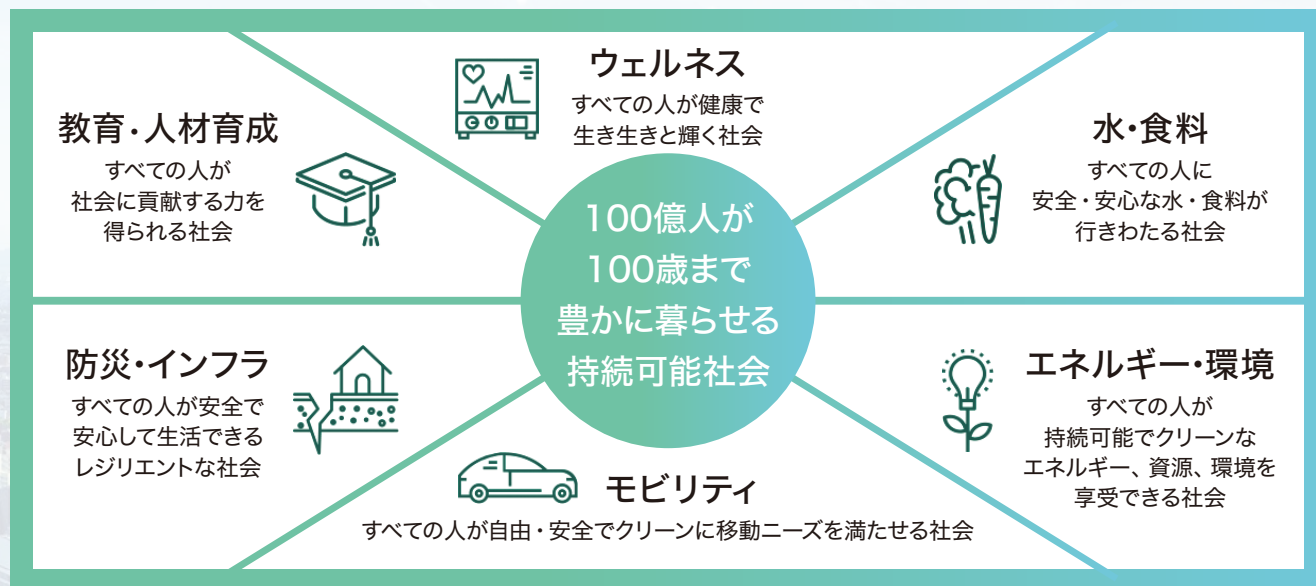 ウェルネス
すべての人が健康で
生き生きと輝く社会
教育・人材育成
すべての人が
社会に貢献する力を
得られる社会
水・食料
すべての人に
安全・安心な水・食料が
行きわたる社会
100億人が
100歳まで
豊かに暮らせる
持続可能社会
防災・インフラ
すべての人が安全で
安心して生活できる
レジリエントな社会
エネルギー・環境
すべての人が
持続可能でクリーンな
エネルギー、資源、環境を
享受できる社会
モビリティ
すべての人が自由・安全でクリーンに移動ニーズを満たせる社会